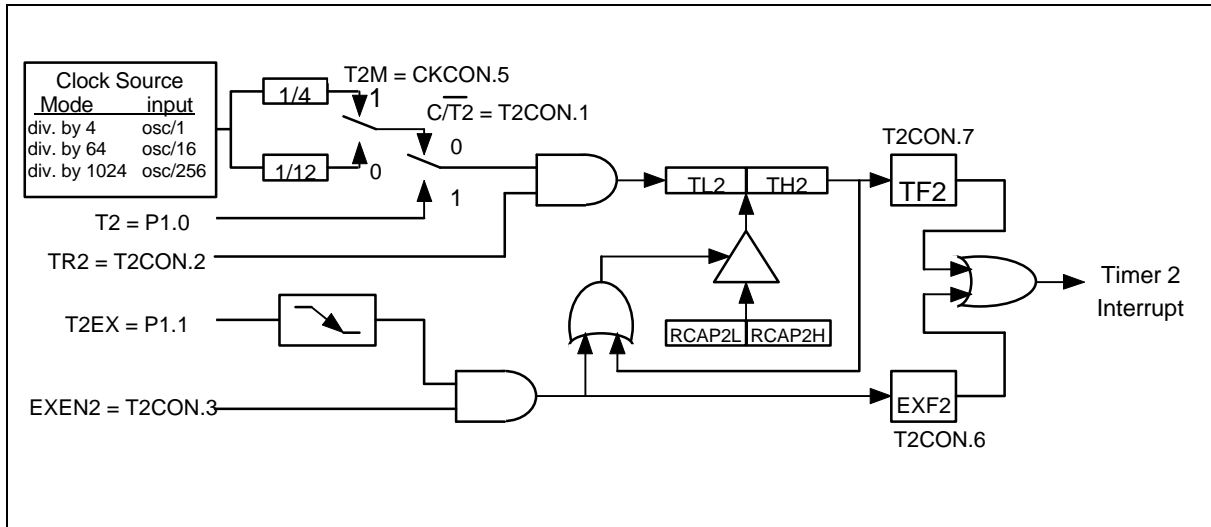 Clock Source
Mode input
div. by 4 osc/1
div. by 64 osc/16
div. by 1024 osc/256
1/4
1/12
T2M = CKCON.5
1
0
C/T2 = T2CON.1
0
1
T2 = P1.0
TR2 = T2CON.2
T2EX = P1.1
EXEN2 = T2CON.3
TL2 TH2
RCAP2L RCAP2H
T2CON.7
TF2
EXF2
T2CON.6
Timer 2
Interrupt